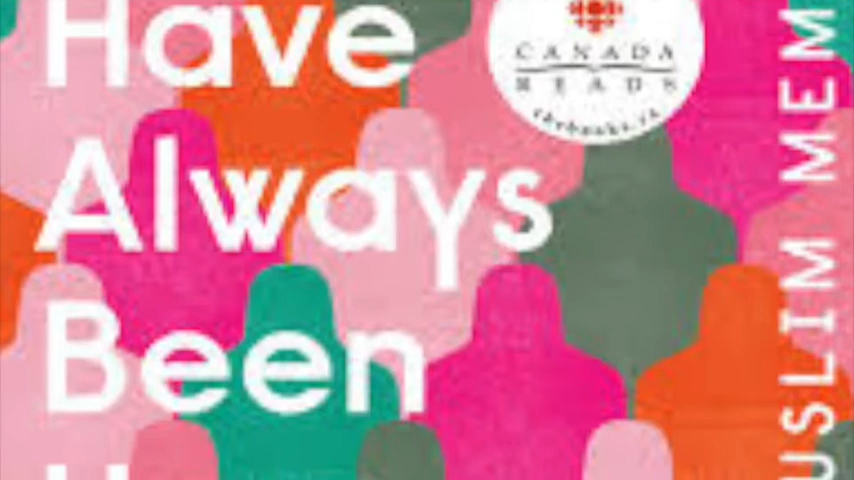 Have
Always
Been
CANADA
READS
cbcbooks.ca
USLIM MEM